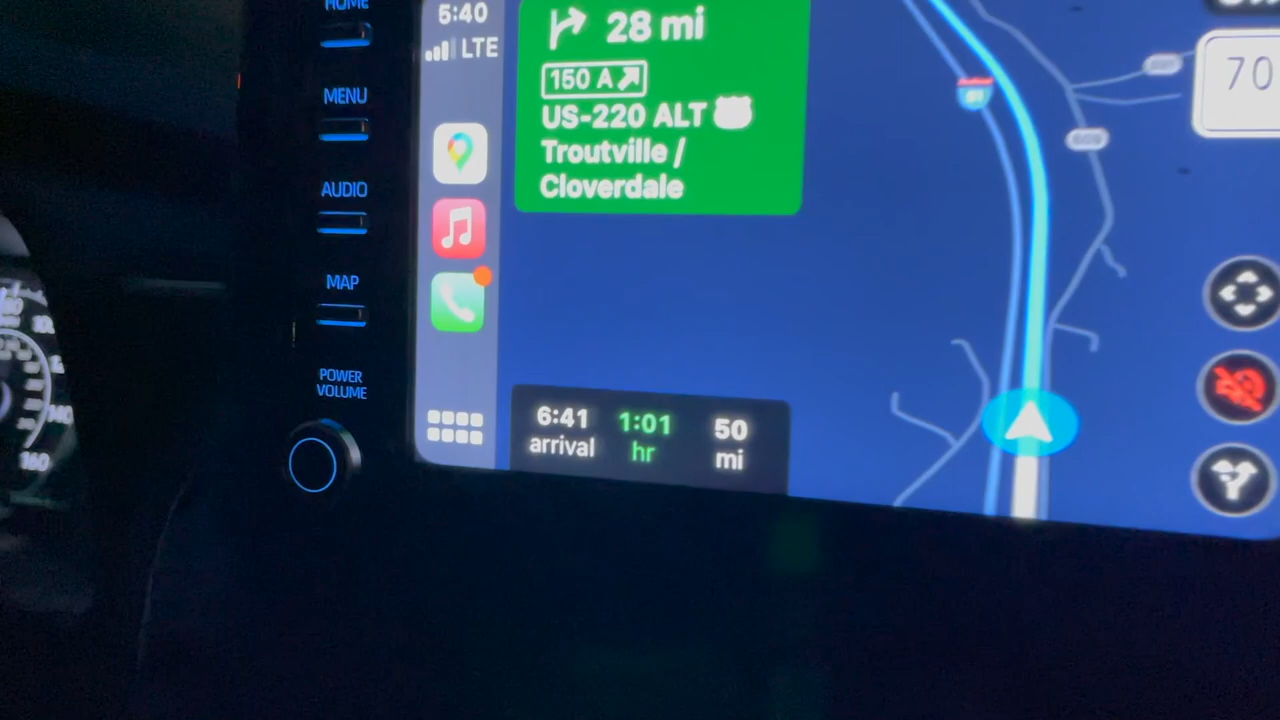 HOME
MENU
AUDIO
MAP
POWER
VOLUME
5:40
LTE
28 mi
150 A
US-220 ALT
Troutville /
Cloverdale
6:41
arrival
1:01
hr
50
mi
70
160